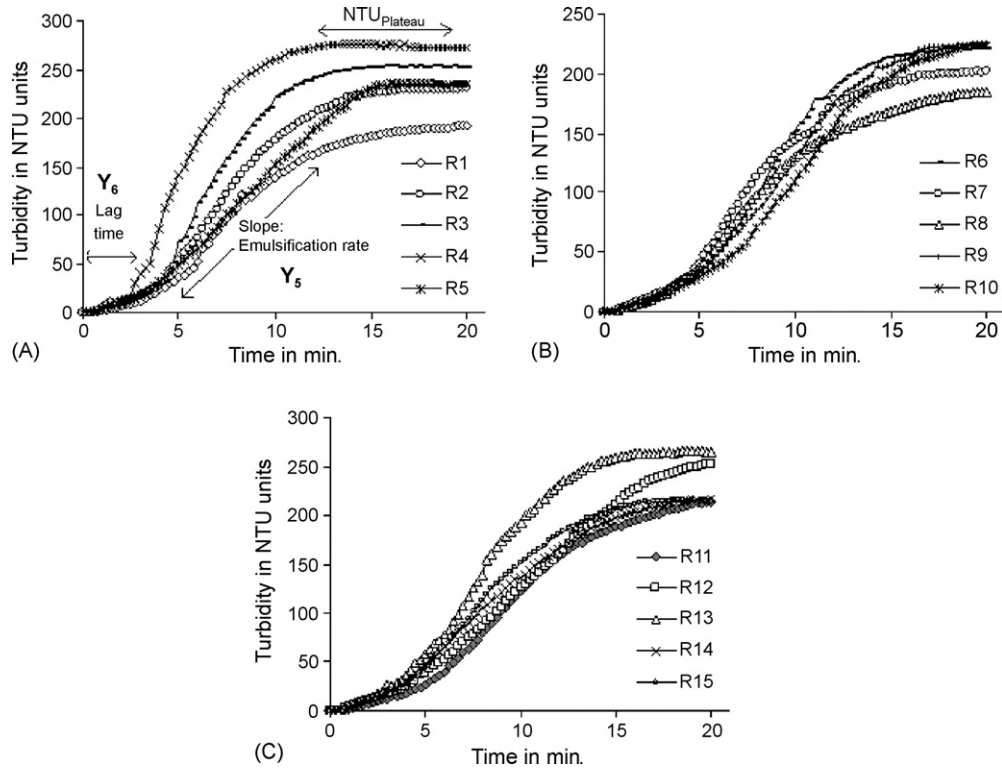 300
250
200
150
100
50
0
Turbidity in NTU units
NTUPlateau
Y6
Lag
time
Slope:
Emulsification rate
Y5
R1
R2
R3
R4
R5
0 5 10 15 20
Time in min.
(A)
250
200
150
100
50
0
Turbidity in NTU units
R6
R7
R8
R9
R10
0 5 10 15 20
Time in min.
(B)
300
250
200
150
100
50
0
Turbidity in NTU units
R11
R12
R13
R14
R15
0 5 10 15 20
Time in min.
(C)